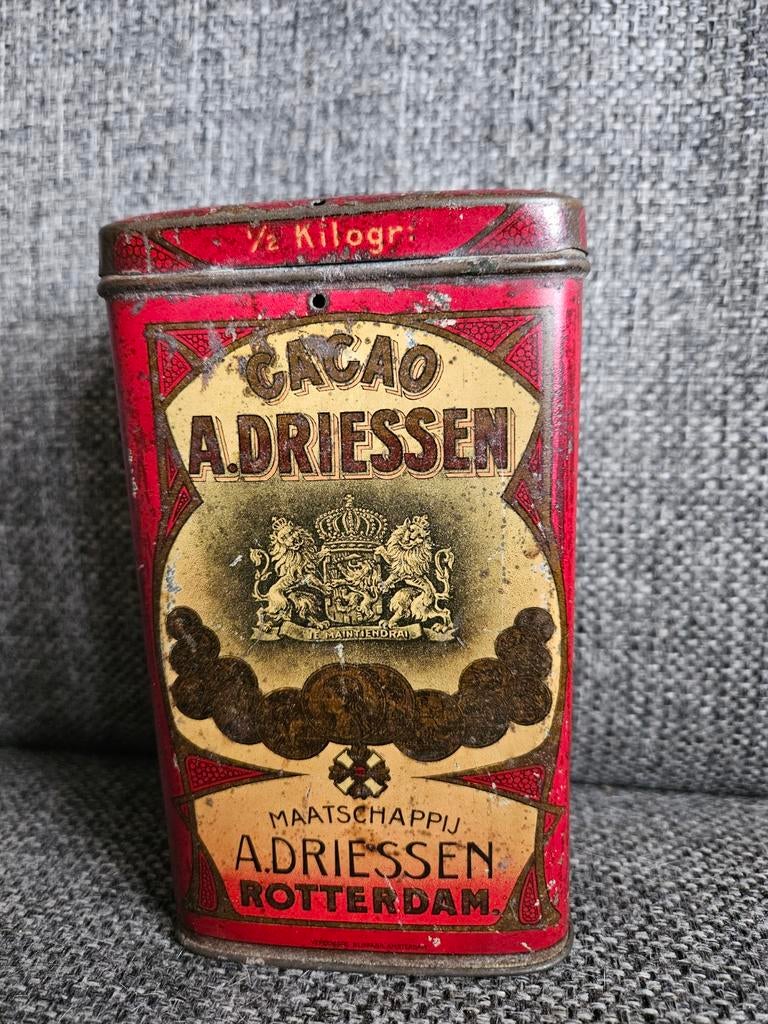 ½ Kilogr:
CACAO
A.DRIESSEN
JE MAINTIENDRAI
MAATSCHAPPIJ
A.DRIESSEN
ROTTERDAM.